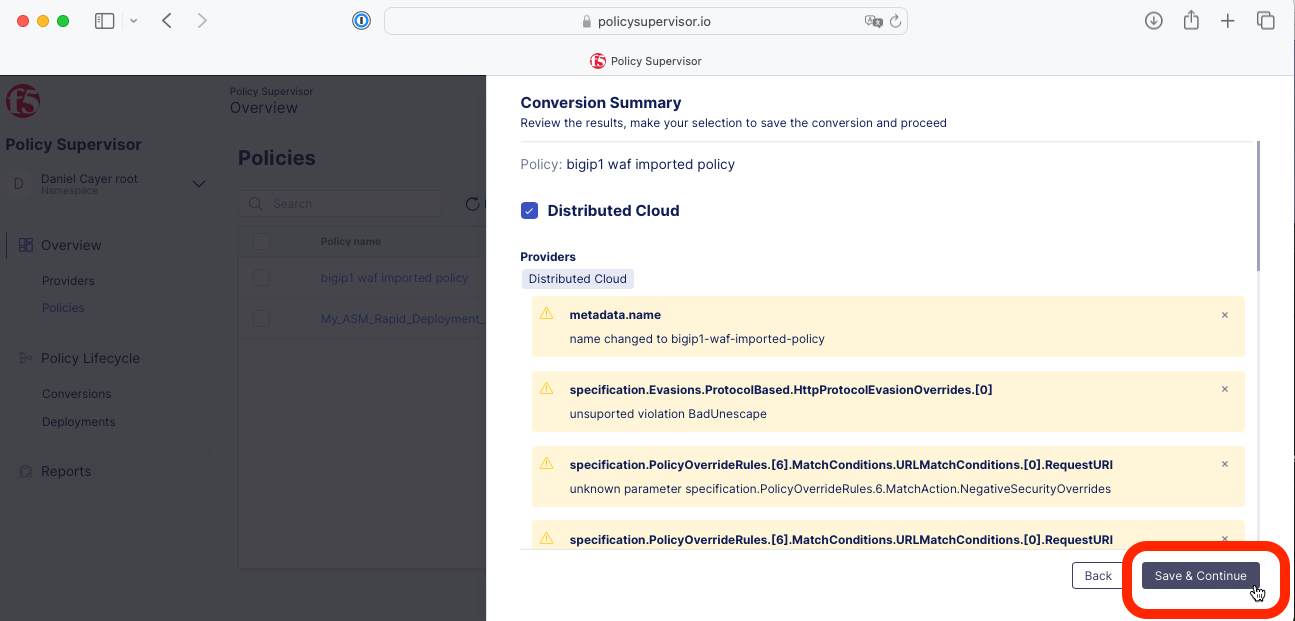 policysupervisor.io
f5 Policy Supervisor
f5
Policy Supervisor
Overview
Policy Supervisor
D
Daniel Cayer root
Namespace
Overview
Providers
Policies
Policy Lifecycle
Conversions
Deployments
Reports
Policies
Search
Policy name
bigip1 waf imported policy
My_ASM_Rapid_Deployment_
Conversion Summary
Review the results, make your selection to save the conversion and proceed
Policy: bigip1 waf imported policy
Distributed Cloud
Providers
Distributed Cloud
metadata.name
name changed to bigip1-waf-imported-policy
specification.Evasions.ProtocolBased.HttpProtocolEvasionOverrides.[0]
unsuported violation BadUnescape
specification.PolicyOverrideRules.[6].MatchConditions.URLMatchConditions.[0].RequestURI
unknown parameter specification.PolicyOverrideRules.6.MatchAction.NegativeSecurityOverrides
specification.PolicyOverrideRules.[6].MatchConditions.URLMatchConditions.[0].RequestURI
Back
Save & Continue